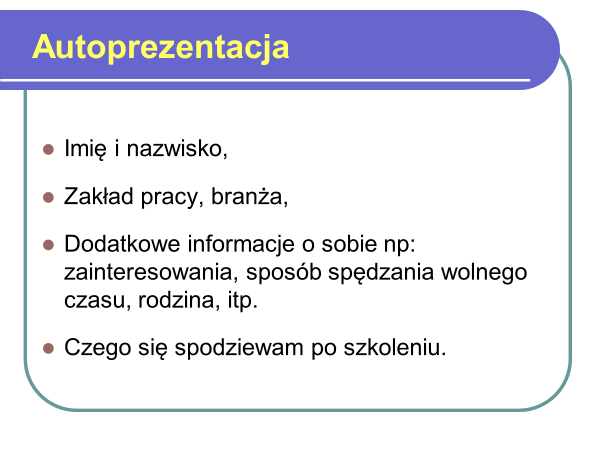 Autoprezentacja
Imię i nazwisko,
Zakład pracy, branża,
Dodatkowe informacje o sobie np:
zainteresowania, sposób spędzania wolnego
czasu, rodzina, itp.
Czego się spodziewam po szkoleniu.